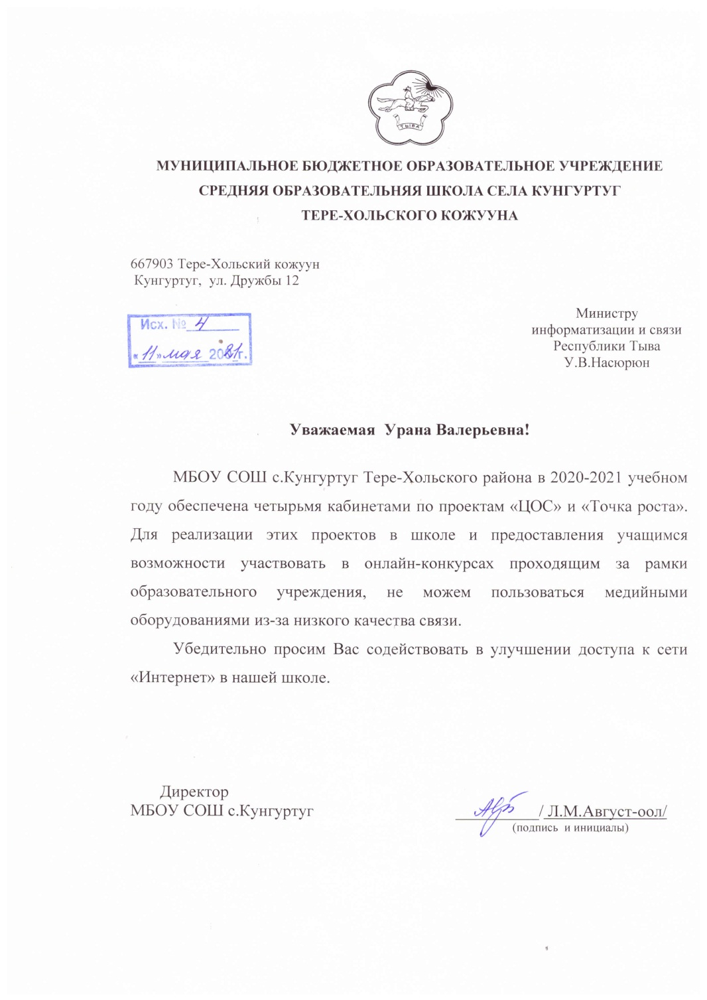 ТЫВА
МУНИЦИПАЛЬНОЕ БЮДЖЕТНОЕ ОБРАЗОВАТЕЛЬНОЕ УЧРЕЖДЕНИЕ
СРЕДНЯЯ ОБРАЗОВАТЕЛЬНЯЯ ШКОЛА СЕЛА КУНГУРТУГ
ТЕРЕ-ХОЛЬСКОГО КОЖУУНА
667903 Тере-Хольский кожуун
Кунгуртуг, ул. Дружбы 12
Министру
информатизации и связи
Республики Тыва
У.В.Насюрюн
Исх. № 4
«11» мая 2021 г.
Уважаемая Урана Валерьевна!
МБОУ СОШ с.Кунгуртуг Тере-Хольского района в 2020-2021 учебном
году обеспечена четырьмя кабинетами по проектам «ЦОС» и «Точка роста».
Для реализации этих проектов в школе и предоставления учащимся
возможности участвовать в онлайн-конкурсах проходящим за рамки
образовательного учреждения, не можем пользоваться медийными
оборудованиями из-за низкого качества связи.
Убедительно просим Вас содействовать в улучшении доступа к сети
«Интернет» в нашей школе.
Директор
МБОУ СОШ с.Кунгуртуг
/ Л.М.Август-оол/
(подпись и инициалы)